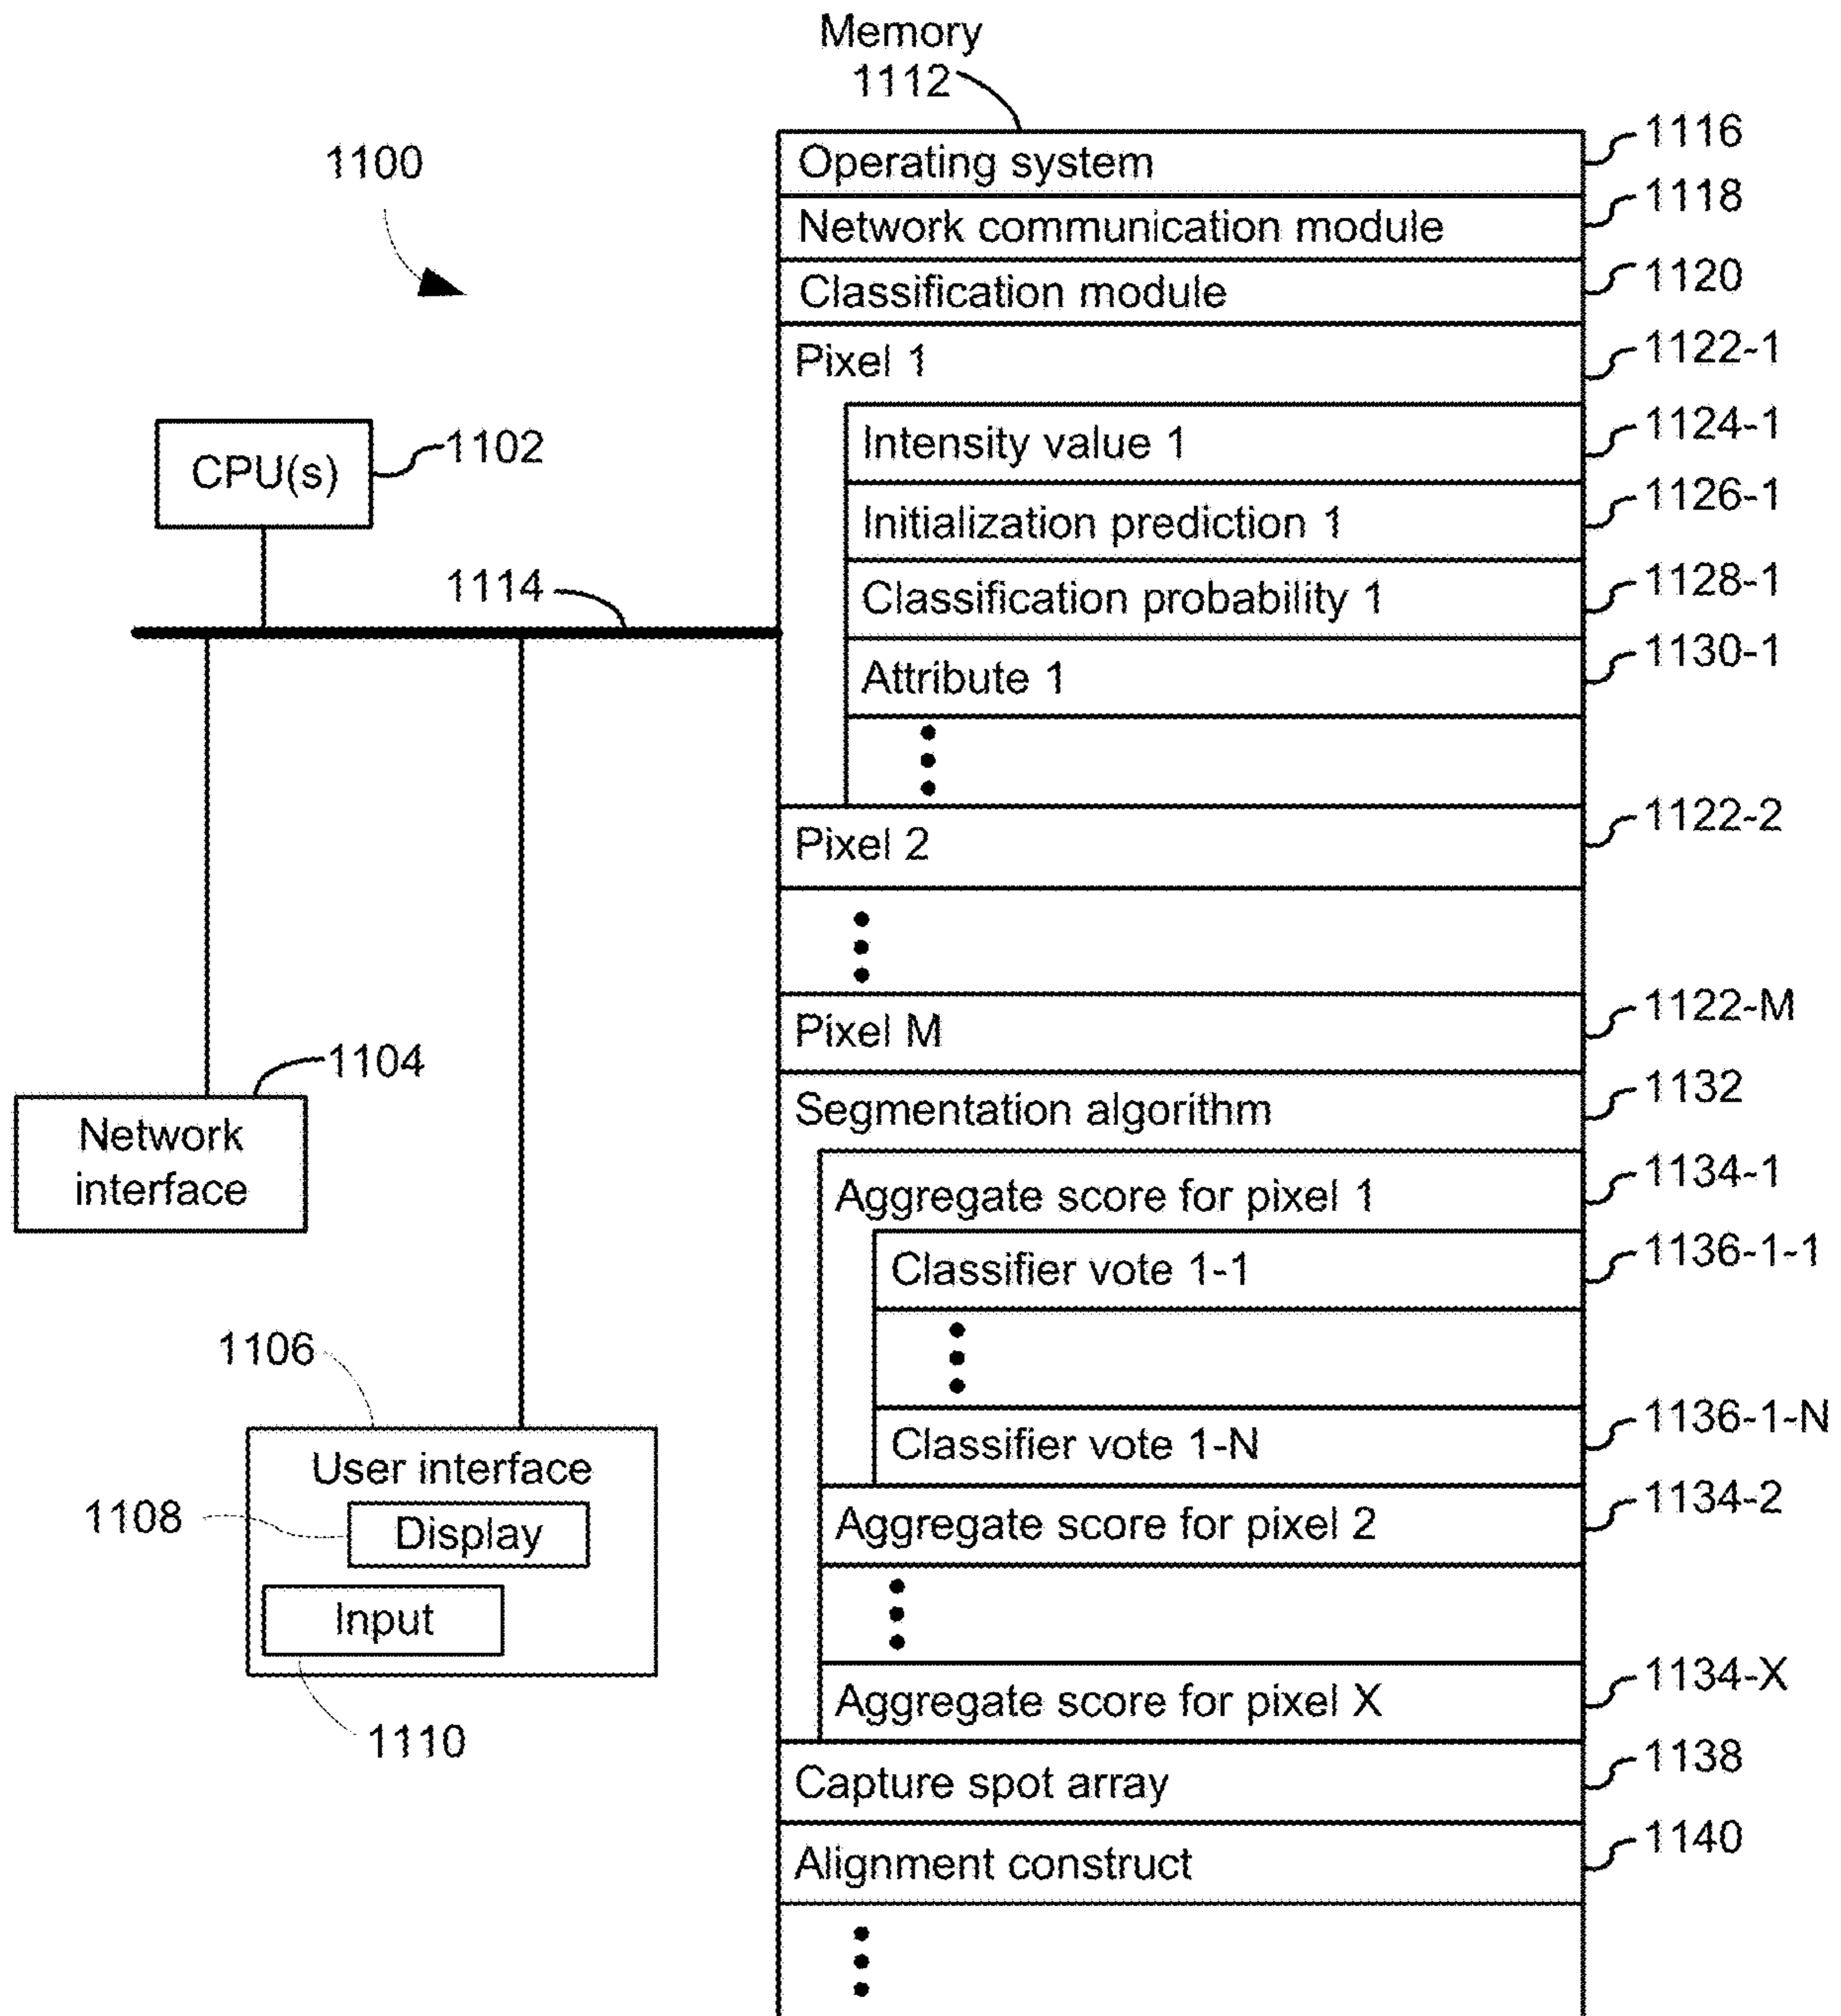 Memory
1112
1100
Operating system
1116
Network communication module
1118
Classification module
1120
Pixel 1
1122-1
Intensity value 1
1124-1
CPU(s)
1102
Initialization prediction 1
1126-1
Classification probability 1
1128-1
1114
Attribute 1
1130-1
Pixel 2
1122-2
Pixel M
1122-M
1104
Network
interface
Segmentation algorithm
1132
Aggregate score for pixel 1
1134-1
Classifier vote 1-1
1136-1-1
1106
Classifier vote 1-N
1136-1-N
User interface
1108
Display
Input
1110
Aggregate score for pixel 2
1134-2
Aggregate score for pixel X
1134-X
Capture spot array
1138
Alignment construct
1140